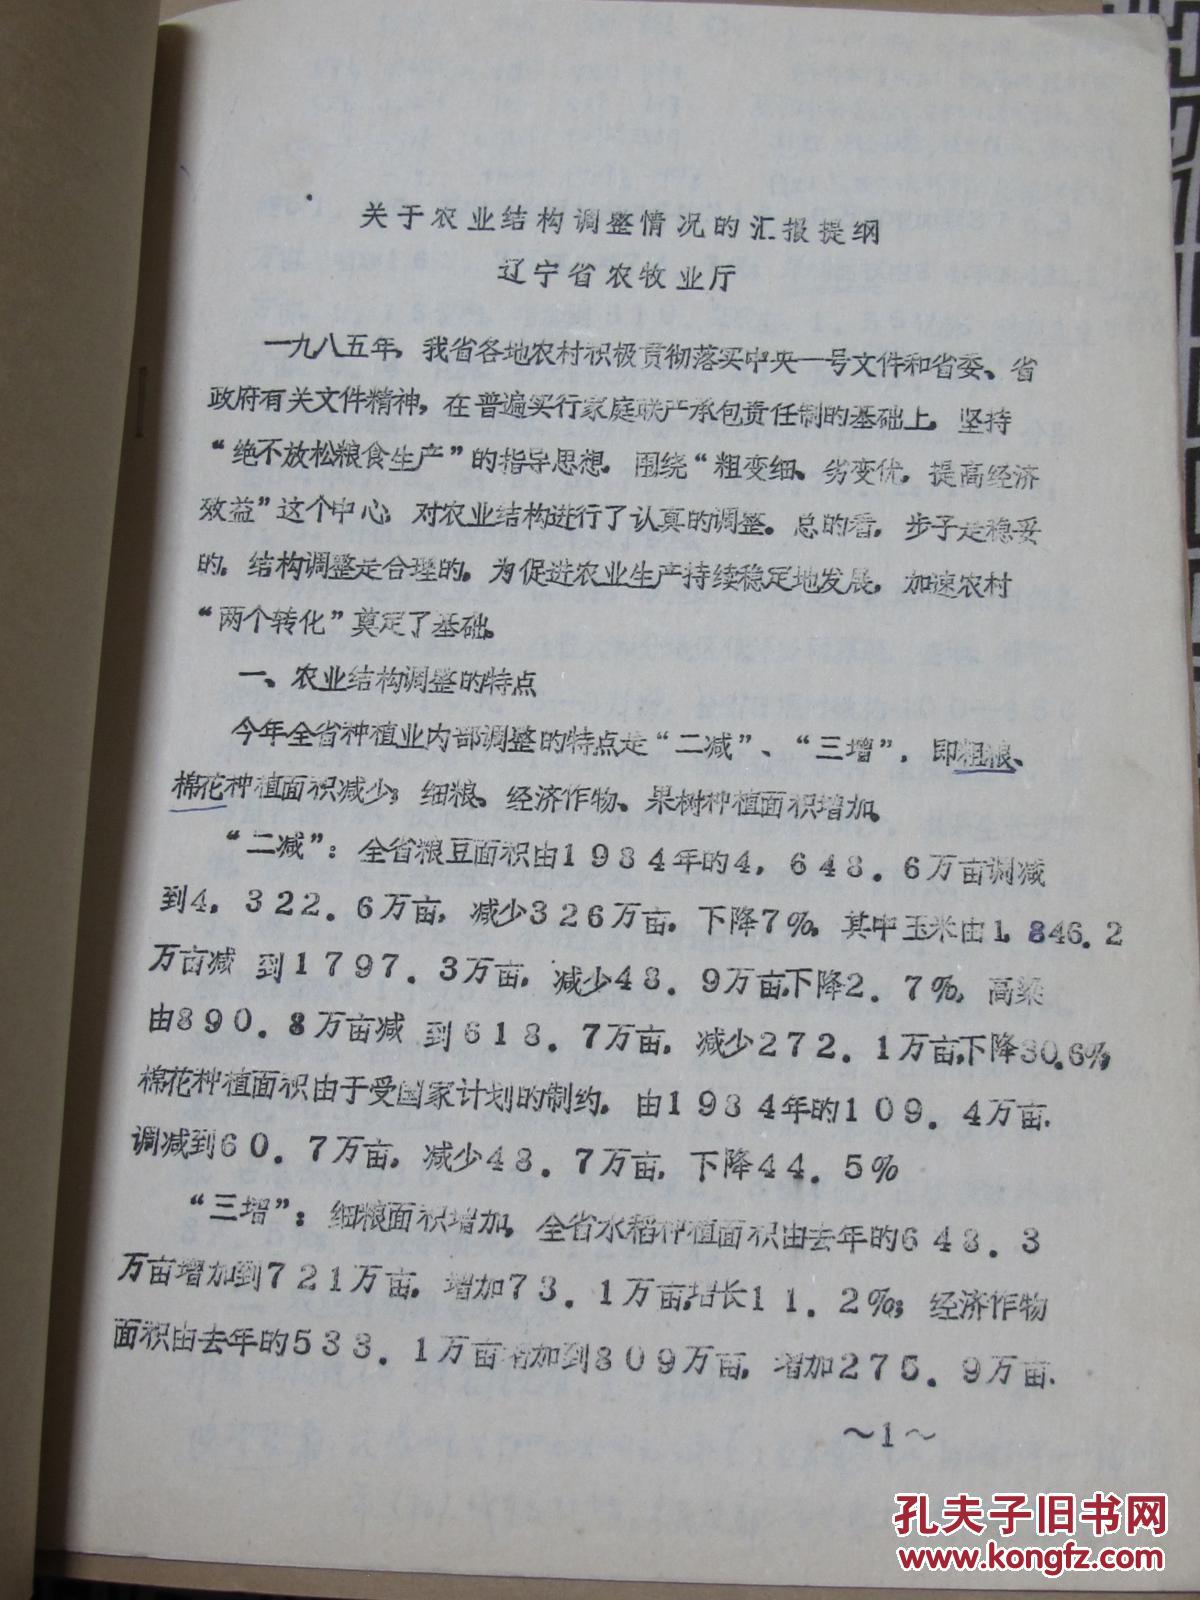 关于农业结构调整情况的汇报提纲
辽宁省农牧业厅
一九八五年，我省各地农村积极贯彻落实中央一号文件和省委、省
政府有关文件精神，在普遍实行家庭联产承包责任制的基础上，坚持
“绝不放松粮食生产”的指导思想，围绕“粗变细、劣变优，提高经济
效益”这个中心，对农业结构进行了认真的调整。总的看，步子是稳妥
的，结构调整是合理的，为促进农业生产持续稳定地发展，加速农村
“两个转化”奠定了基础。
一、农业结构调整的特点
今年全省种植业内部调整的特点是“二减”、“三增”，即粗粮、
棉花种植面积减少；细粮、经济作物、果树种植面积增加。
“二减”：全省粮豆面积由1984年的4，648．6万亩调减
到4，322．6万亩，减少326万亩，下降7%，其中玉米由1，846.2
万亩减 到1797．3万亩，减少48．9万亩，下降2．7%，高粱
由890．8万亩减 到618．7万亩，减少272．1万亩，下降30.6%，
棉花种植面积由于受国家计划的制约，由1984年的109．4万亩，
调减到60．7万亩，减少48．7万亩，下降44．5%
“三增”：细粮面积增加，全省水稻种植面积由去年的648．3
万亩增加到721万亩，增加73．1万亩，增长11．2%；经济作物
面积由去年的533．1万亩增加到809万亩，增加275．9万亩，
～1～
孔夫子旧书网
www.kongfz.com